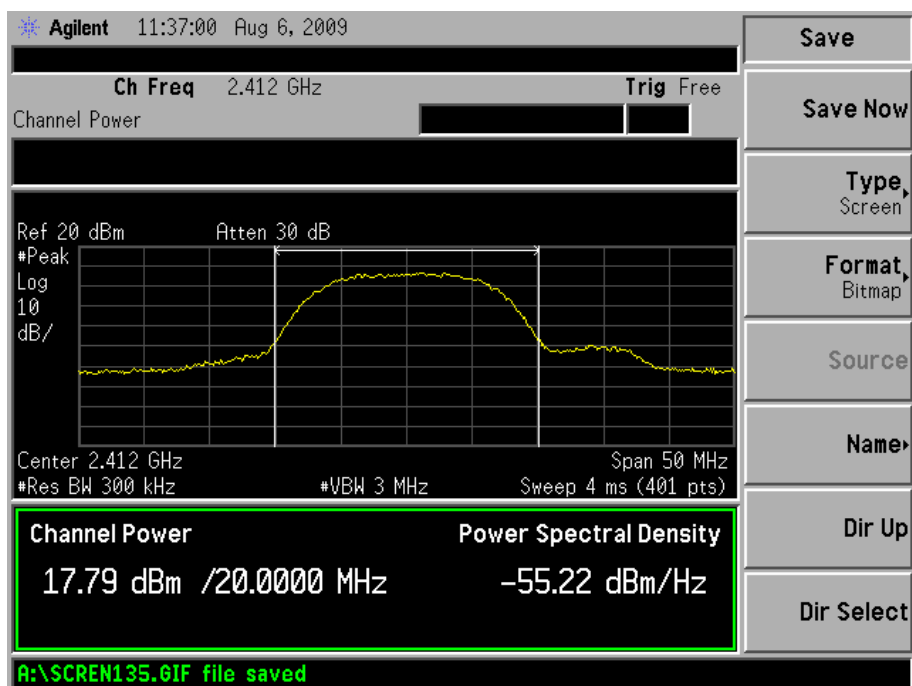 Agilent 11:37:00 Aug 6, 2009
Ch Freq 2.412 GHz Trig Free
Channel Power
Ref 20 dBm Atten 30 dB
#Peak
Log
10
dB/
Center 2.412 GHz Span 50 MHz
#Res BW 300 kHz #VBW 3 MHz Sweep 4 ms (401 pts)
Channel Power Power Spectral Density
17.79 dBm /20.0000 MHz -55.22 dBm/Hz
A:\SCREN135.GIF file saved
Save
Save Now
Type
Screen
Format
Bitmap
Source
Name
Dir Up
Dir Select